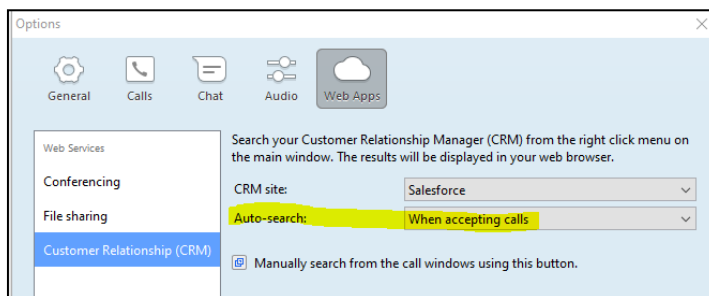 Options
General Calls Chat Audio Web Apps
Web Services
Conferencing
File sharing
Customer Relationship (CRM)
Search your Customer Relationship Manager (CRM) from the right click menu on
the main window. The results will be displayed in your web browser.
CRM site: Salesforce
Auto-search: When accepting calls
Manually search from the call windows using this button.